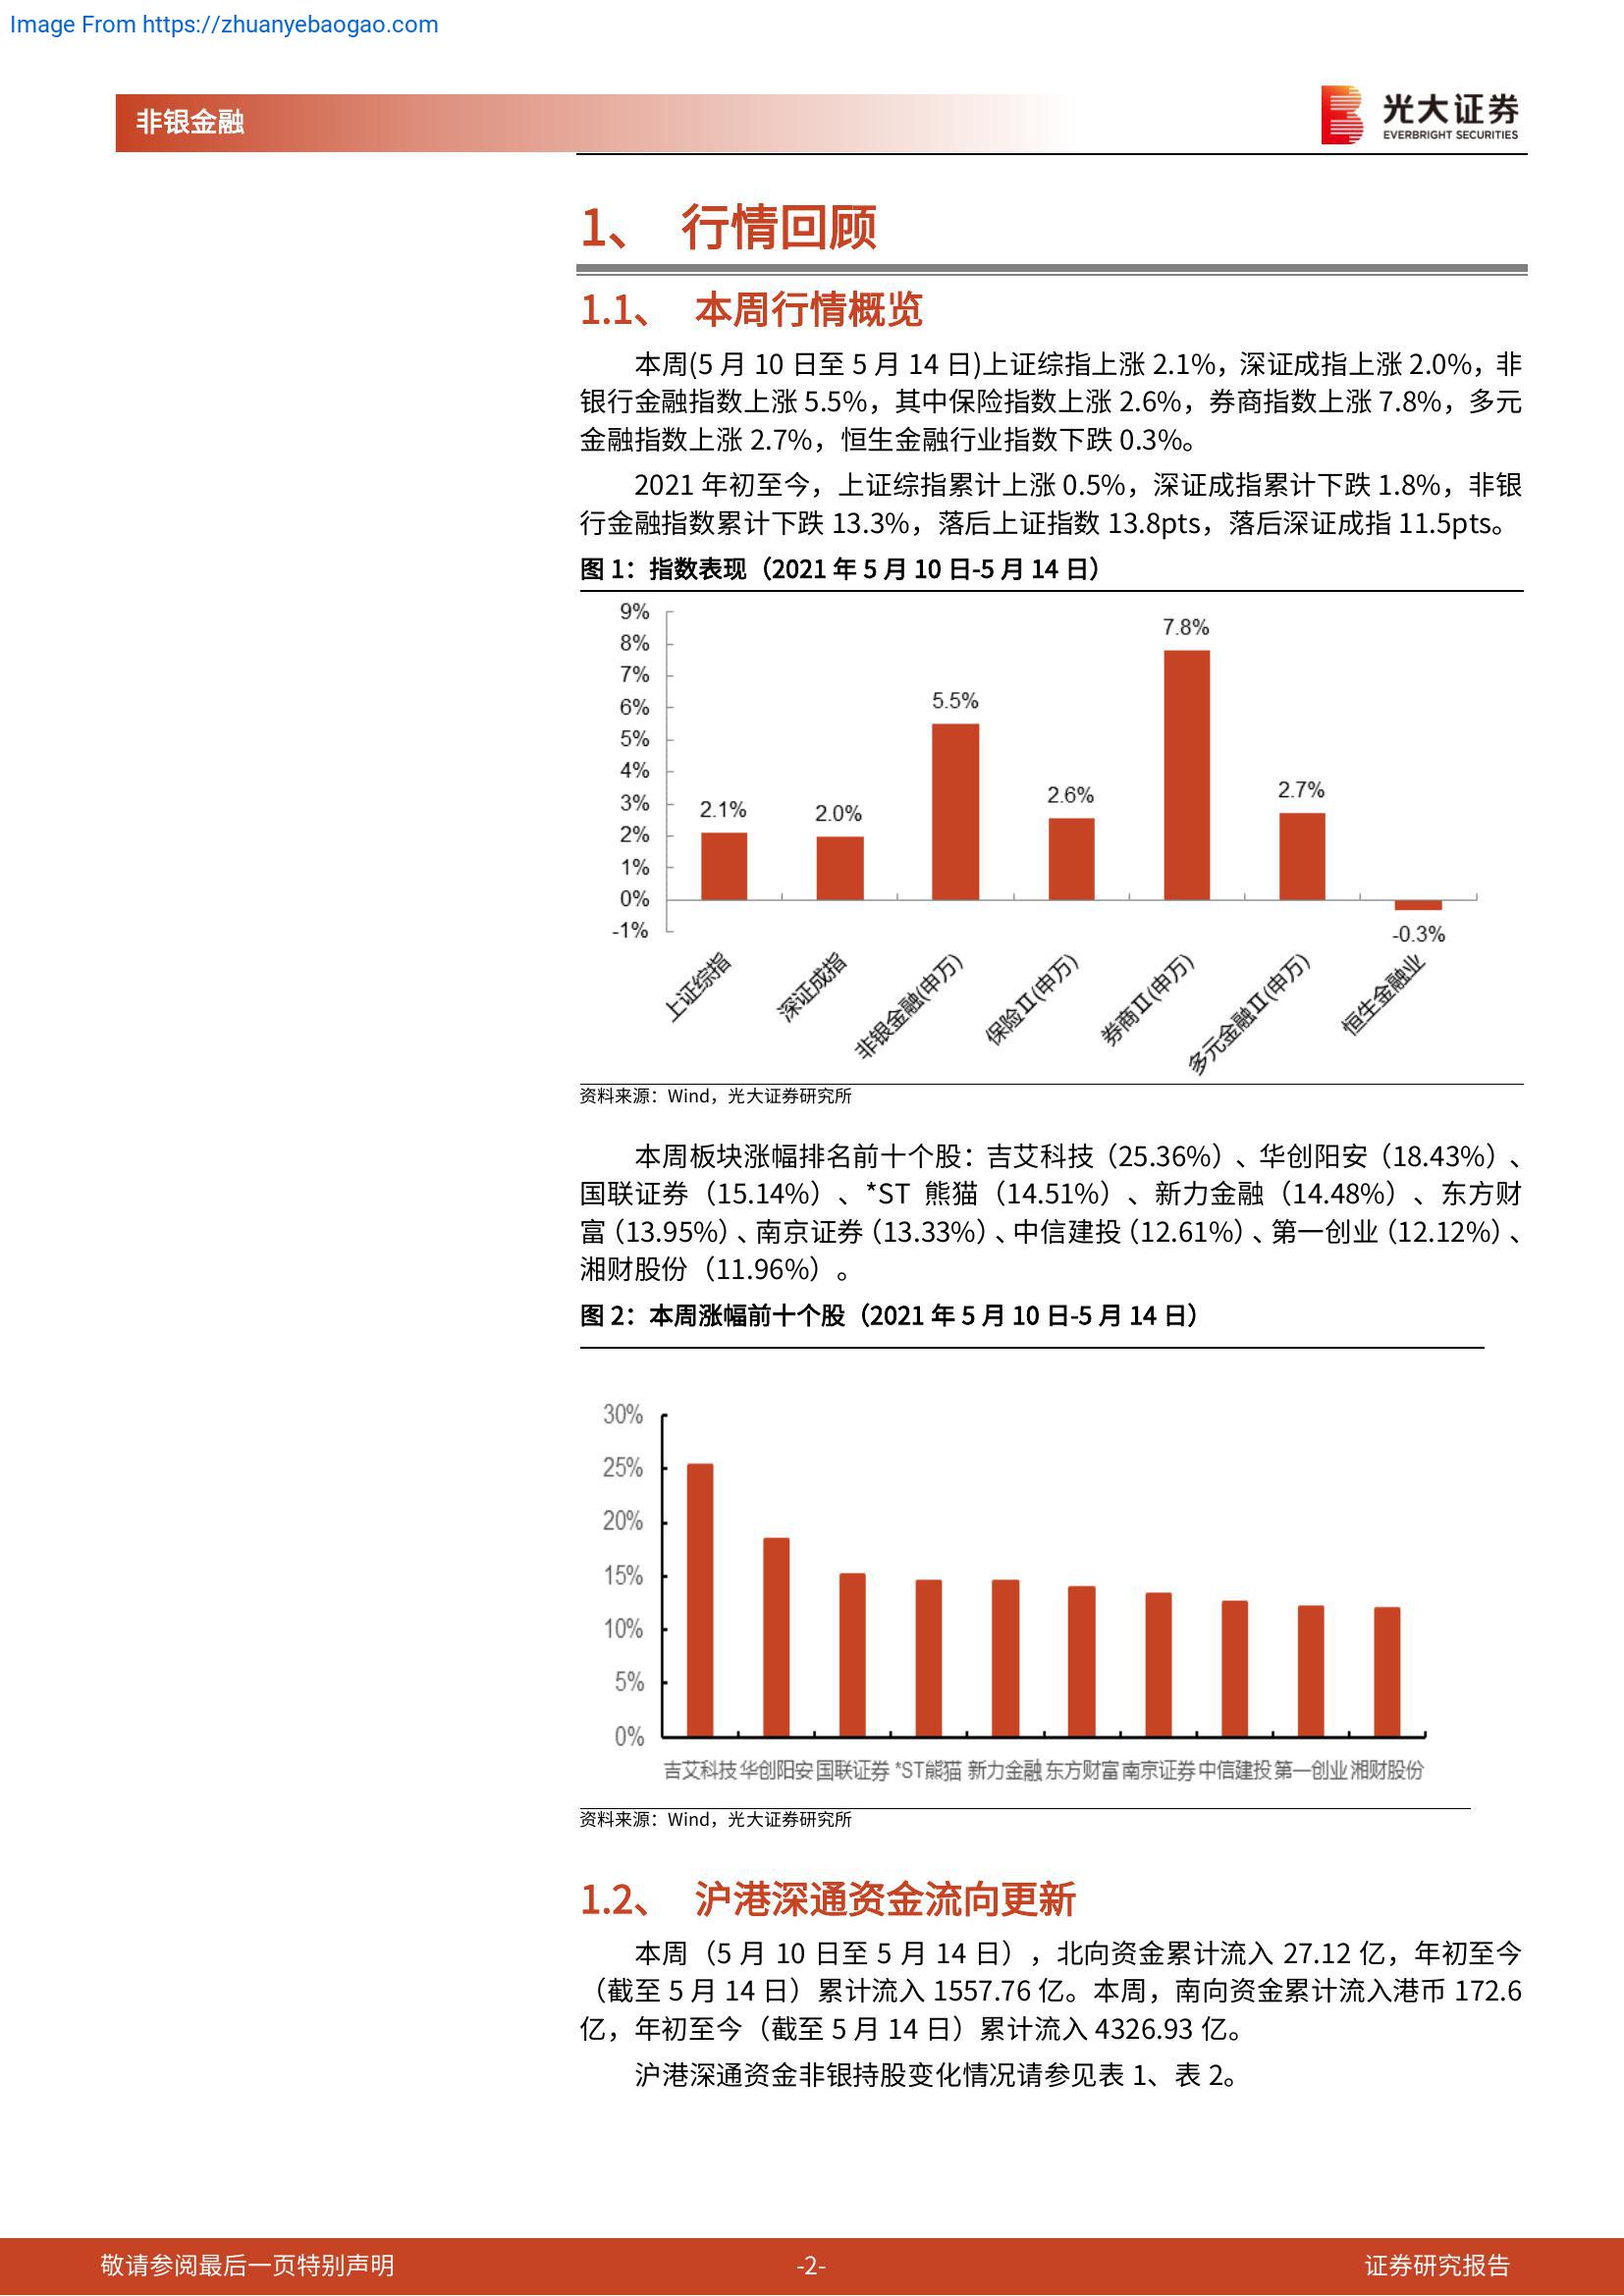 Image From https://zhuanyebaogao.com
非银金融
光大证券
EVERBRIGHT SECURITIES
1、 行情回顾
1.1、 本周行情概览
本周(5 月 10 日至 5 月 14 日)上证综指上涨 2.1%，深证成指上涨 2.0%，非
银行金融指数上涨 5.5%，其中保险指数上涨 2.6%，券商指数上涨 7.8%，多元
金融指数上涨 2.7%，恒生金融行业指数下跌 0.3%。
2021 年初至今，上证综指累计上涨 0.5%，深证成指累计下跌 1.8%，非银
行金融指数累计下跌 13.3%，落后上证指数 13.8pts，落后深证成指 11.5pts。
图 1：指数表现（2021 年 5 月 10 日-5 月 14 日）
9%
8%
7%
6%
5%
4%
3%
2%
1%
0%
-1%
2.1%
2.0%
5.5%
2.6%
7.8%
2.7%
-0.3%
上证综指
深证成指
非银金融(申万)
保险Ⅱ(申万)
券商Ⅱ(申万)
多元金融Ⅱ(申万)
恒生金融业
资料来源：Wind，光大证券研究所
本周板块涨幅排名前十个股：吉艾科技（25.36%）、华创阳安（18.43%）、
国联证券（15.14%）、*ST 熊猫（14.51%）、新力金融（14.48%）、东方财
富（13.95%）、南京证券（13.33%）、中信建投（12.61%）、第一创业（12.12%）、
湘财股份（11.96%）。
图 2：本周涨幅前十个股（2021 年 5 月 10 日-5 月 14 日）
30%
25%
20%
15%
10%
5%
0%
吉艾科技 华创阳安 国联证券 *ST熊猫 新力金融 东方财富 南京证券 中信建投 第一创业 湘财股份
资料来源：Wind，光大证券研究所
1.2、 沪港深通资金流向更新
本周（5 月 10 日至 5 月 14 日），北向资金累计流入 27.12 亿，年初至今
（截至 5 月 14 日）累计流入 1557.76 亿。本周，南向资金累计流入港币 172.6
亿，年初至今（截至 5 月 14 日）累计流入 4326.93 亿。
沪港深通资金非银持股变化情况请参见表 1、表 2。
敬请参阅最后一页特别声明
-2-
证券研究报告